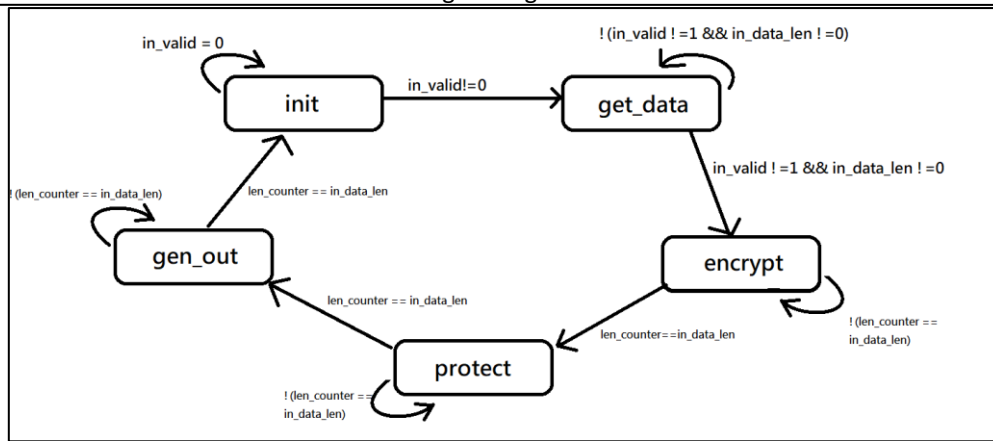 in_valid = 0
! (in_valid ! =1 && in_data_len ! =0)
init
in_valid!=0
get_data
in_valid ! =1 && in_data_len ! =0
! (len_counter == in_data_len)
len_counter == in_data_len
gen_out
encrypt
len_counter == in_data_len
len_counter==in_data_len
! (len_counter ==
in_data_len)
protect
! (len_counter ==
in_data_len)